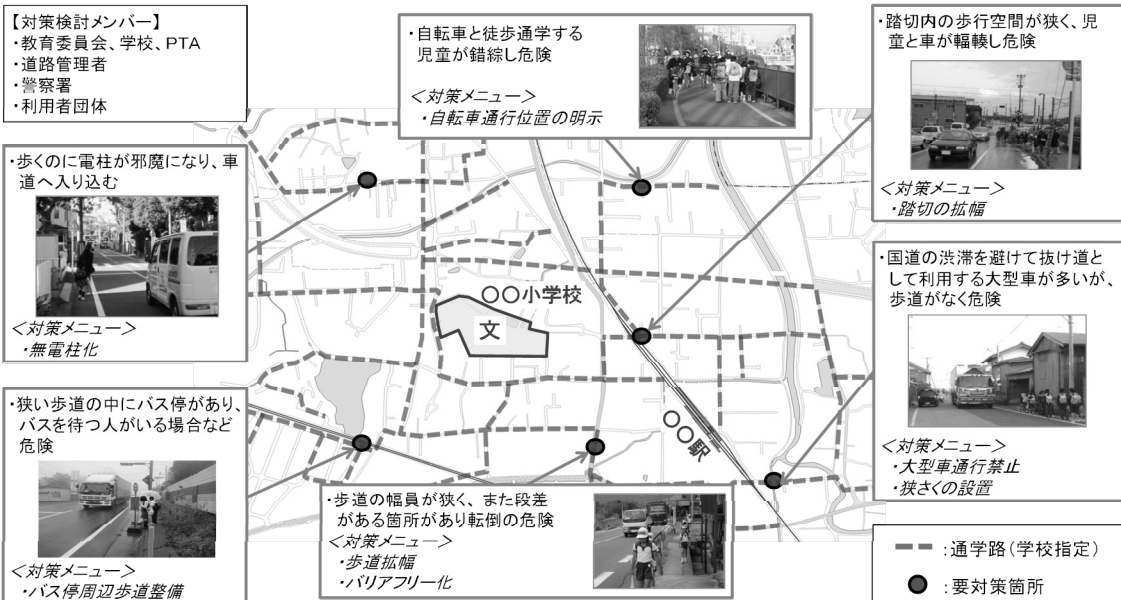 【対策検討メンバー】
・教育委員会、学校、PTA
・道路管理者
・警察署
・利用者団体
・自転車と徒歩通学する
児童が錯綜し危険
＜対策メニュー＞
・自転車通行位置の明示
・踏切内の歩行空間が狭く、児
童と車が輻輳し危険
＜対策メニュー＞
・踏切の拡幅
・歩くのに電柱が邪魔になり、車
道へ入り込む
＜対策メニュー＞
・無電柱化
・国道の渋滞を避けて抜け道と
して利用する大型車が多いが、
歩道がなく危険
＜対策メニュー＞
・大型車通行禁止
・狭さくの設置
○○小学校
文
○○駅
・狭い歩道の中にバス停があり、
バスを待つ人がいる場合など
危険
＜対策メニュー＞
・バス停周辺歩道整備
・歩道の幅員が狭く、また段差
がある箇所があり転倒の危険
＜対策メニュー＞
・歩道拡幅
・バリアフリー化
：通学路(学校指定)
：要対策箇所